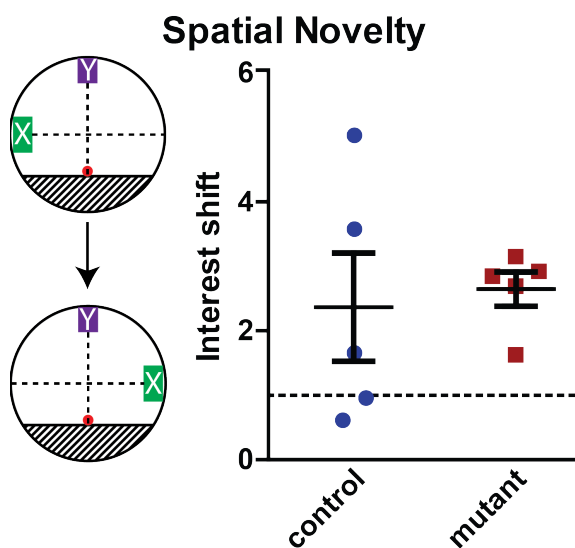 Spatial Novelty
Y
X
Y
X
Interest shift
6
4
2
0
control
mutant